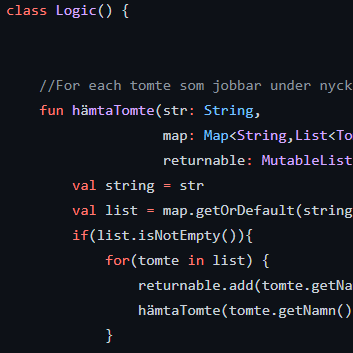 class Logic() {
//For each tomte som jobbar under nyck
fun hämtaTomte(str: String,
map: Map<String,List<To
returnable: MutableList
val string = str
val list = map.getOrDefault(string
if(list.isNotEmpty()){
for(tomte in list) {
returnable.add(tomte.getNa
hämtaTomte(tomte.getNamn()
}